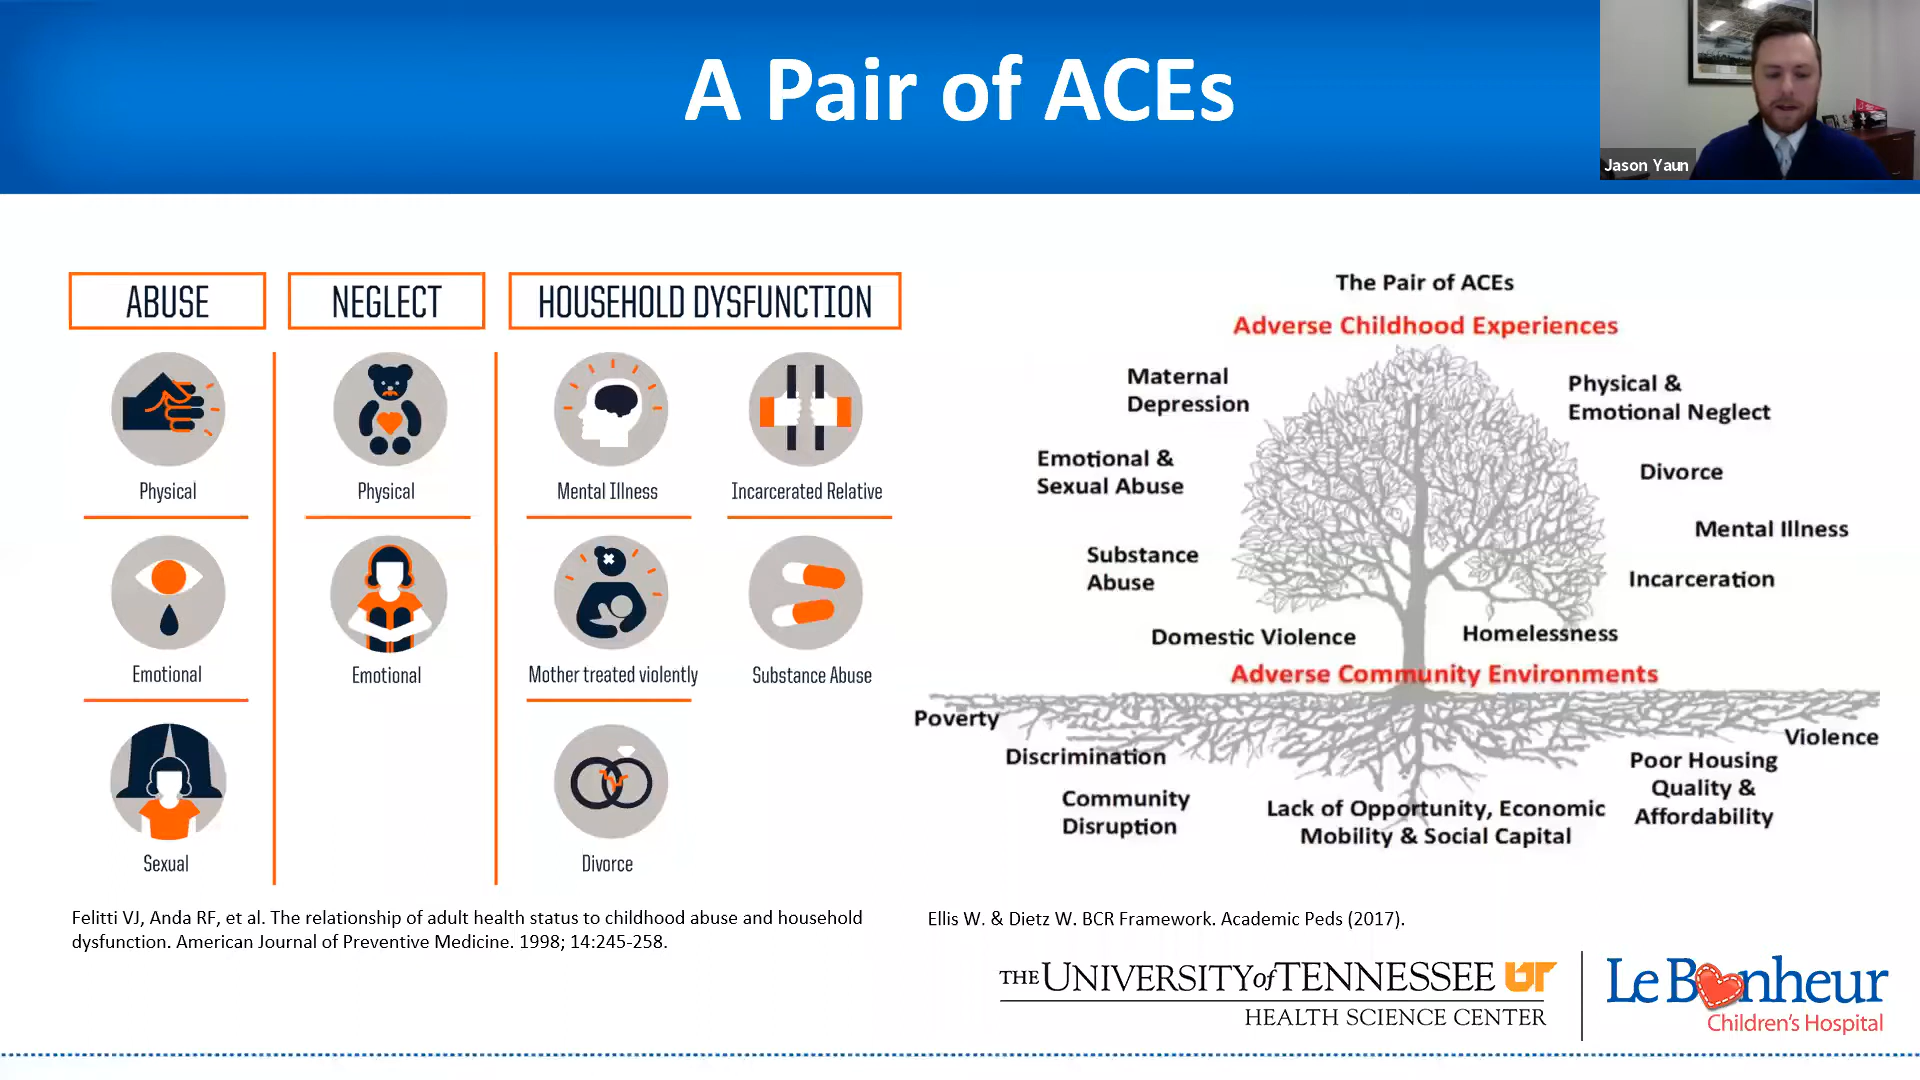 A Pair of ACEs
Jason Yaun
ABUSE
NEGLECT
HOUSEHOLD DYSFUNCTION
Physical
Physical
Mental Illness
Incarcerated Relative
Emotional
Emotional
Mother treated violently
Substance Abuse
Sexual
Divorce
Felitti VJ, Anda RF, et al. The relationship of adult health status to childhood abuse and household
dysfunction. American Journal of Preventive Medicine. 1998; 14:245-258.
The Pair of ACEs
Adverse Childhood Experiences
Maternal
Depression
Physical &
Emotional Neglect
Emotional &
Sexual Abuse
Divorce
Mental Illness
Substance
Abuse
Incarceration
Domestic Violence
Homelessness
Adverse Community Environments
Poverty
Violence
Discrimination
Poor Housing
Quality &
Affordability
Community
Disruption
Lack of Opportunity, Economic
Mobility & Social Capital
Ellis W. & Dietz W. BCR Framework. Academic Peds (2017).
THE UNIVERSITY of TENNESSEE UT
HEALTH SCIENCE CENTER
Le Bonheur
Children's Hospital